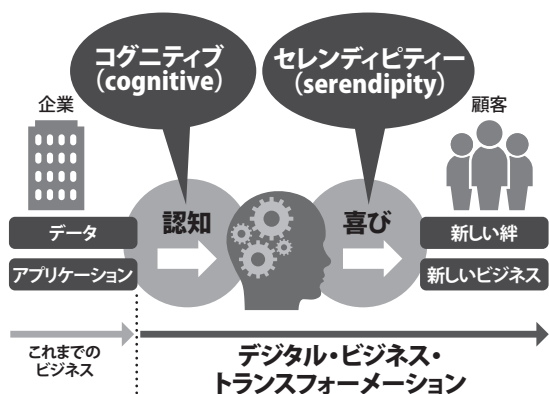 コグニティブ
(cognitive)
セレンディピティー
(serendipity)
企業
顧客
認知
喜び
データ
アプリケーション
新しい絆
新しいビジネス
これまでの
ビジネス
デジタル・ビジネス・
トランスフォーメーション